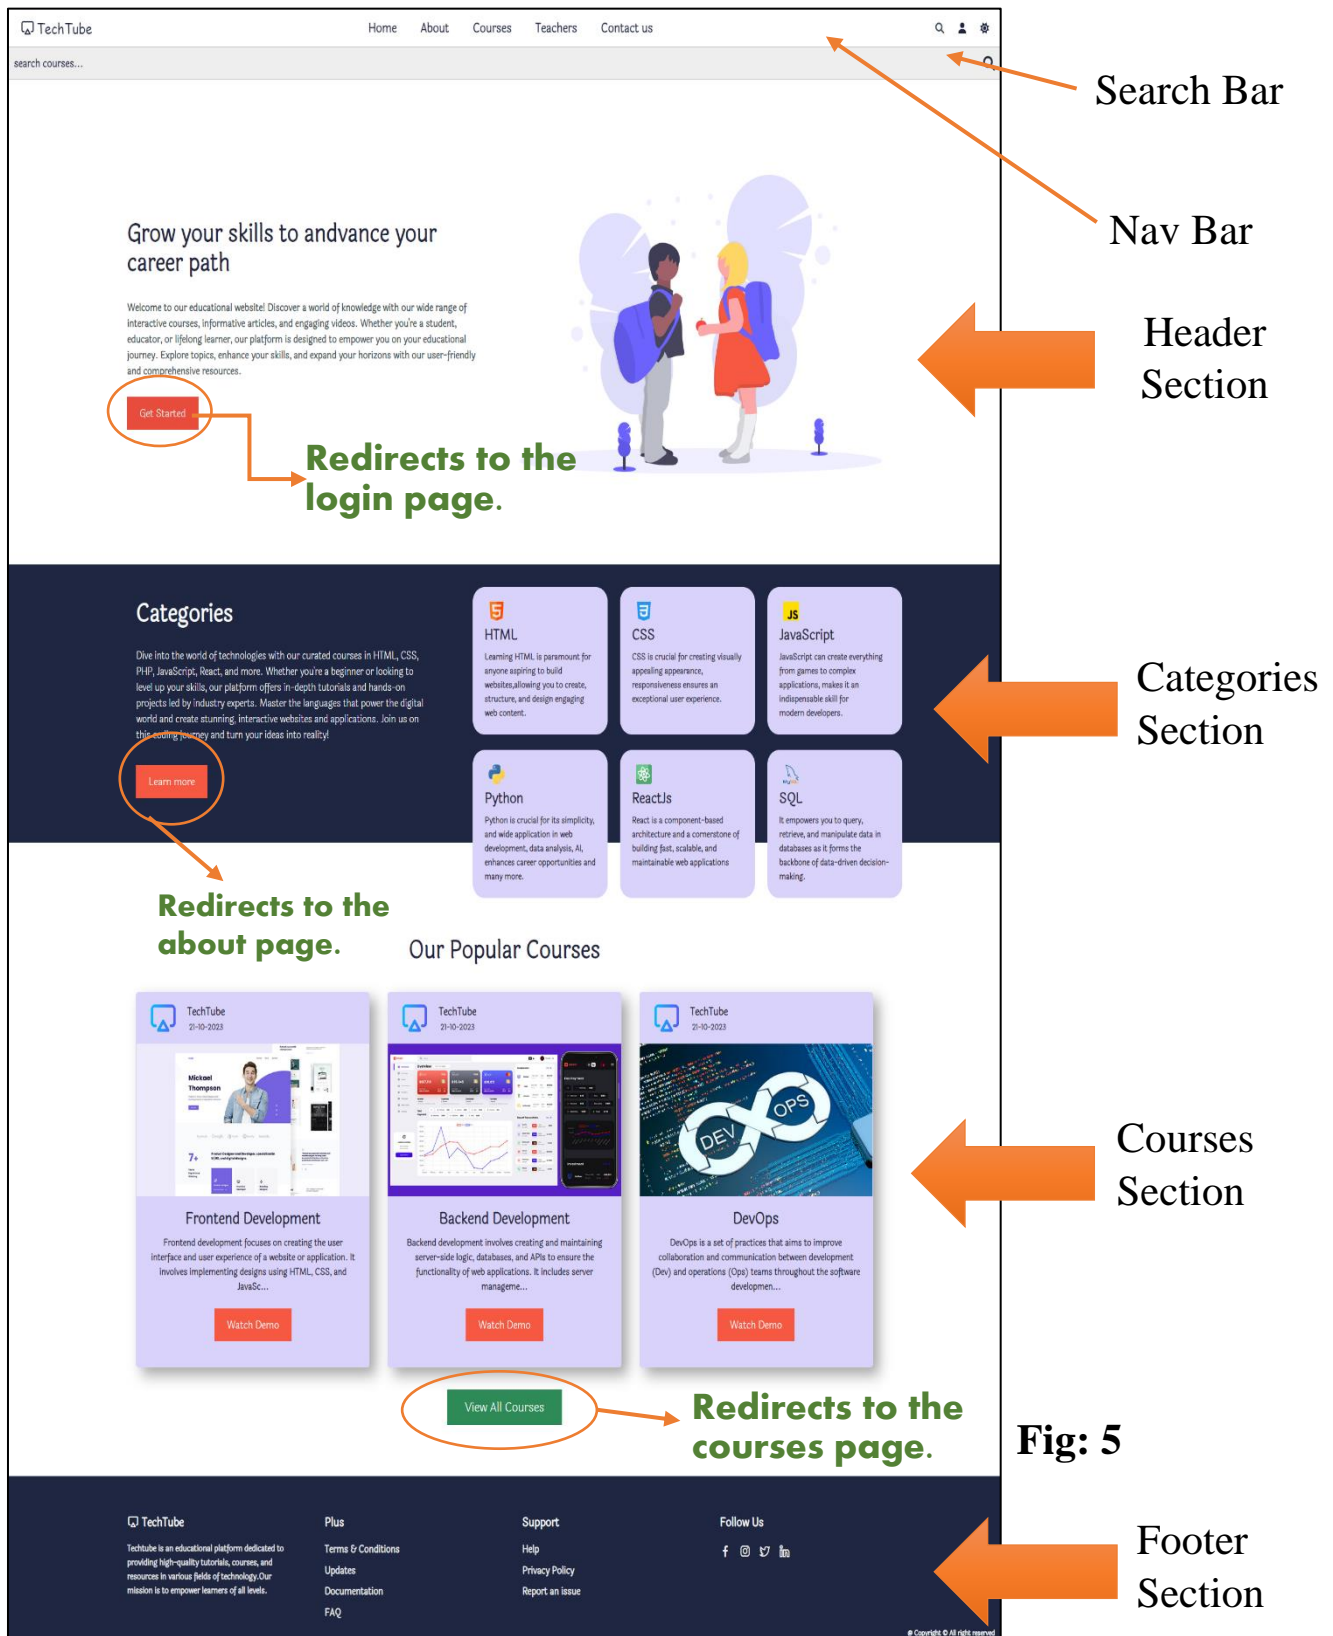 TechTube
Home About Courses Teachers Contact us
search courses...
Search Bar
Nav Bar
Grow your skills to andvance your
career path
Welcome to our educational website! Discover a world of knowledge with our wide range of
interactive courses, informative articles, and engaging videos. Whether you're a student,
educator, or lifelong learner, our platform is designed to empower you on your educational
journey. Explore topics, enhance your skills, and expand your horizons with our user-friendly
and comprehensive resources.
Get Started
Redirects to the
login page.
Header
Section
Categories
Dive into the world of technologies with our curated courses in HTML, CSS,
PHP, JavaScript, React, and more. Whether you're a beginner or looking to
level up your skills, our platform offers in-depth tutorials and hands-on
projects led by industry experts. Master the languages that power the digital
world and create stunning, interactive websites and applications. Join us on
this coding journey and turn your ideas into reality!
Learn more
Redirects to the
about page.
HTML
Learning HTML is paramount for
anyone aspiring to build
websites,allowing you to create,
structure, and design engaging
web content.
CSS
CSS is crucial for creating visually
appealing appearance,
responsiveness ensures an
exceptional user experience.
JS
JavaScript
JavaScript can create everything
from games to complex
applications, makes it an
indispensable skill for
modern developers.
Python
Python is crucial for its simplicity,
and wide application in web
development, data analysis, AI,
enhances career opportunities and
many more.
ReactJs
React is a component-based
architecture and a cornerstone of
building fast, scalable, and
maintainable web applications
SQL
It empowers you to query,
retrieve, and manipulate data in
databases as it forms the
backbone of data-driven decision-
making.
Categories
Section
Our Popular Courses
TechTube
21-10-2023
Mickael
Thompson
7+
Frontend Development
Frontend development focuses on creating the user
interface and user experience of a website or application. It
involves implementing designs using HTML, CSS, and
JavaSc...
Watch Demo
TechTube
21-10-2023
Backend Development
Backend development involves creating and maintaining
server-side logic, databases, and APIs to ensure the
functionality of web applications. It includes server
manageme...
Watch Demo
TechTube
21-10-2023
DEV OPS
DevOps
DevOps is a set of practices that aims to improve
collaboration and communication between development
(Dev) and operations (Ops) teams throughout the software
developmen...
Watch Demo
Courses
Section
View All Courses
Redirects to the
courses page.
Fig: 5
TechTube
Techtube is an educational platform dedicated to
providing high-quality tutorials, courses, and
resources in various fields of technology.Our
mission is to empower learners of all levels.
Plus
Terms & Conditions
Updates
Documentation
FAQ
Support
Help
Privacy Policy
Report an issue
Follow Us
Footer
Section
@ Copyright © All right reserved